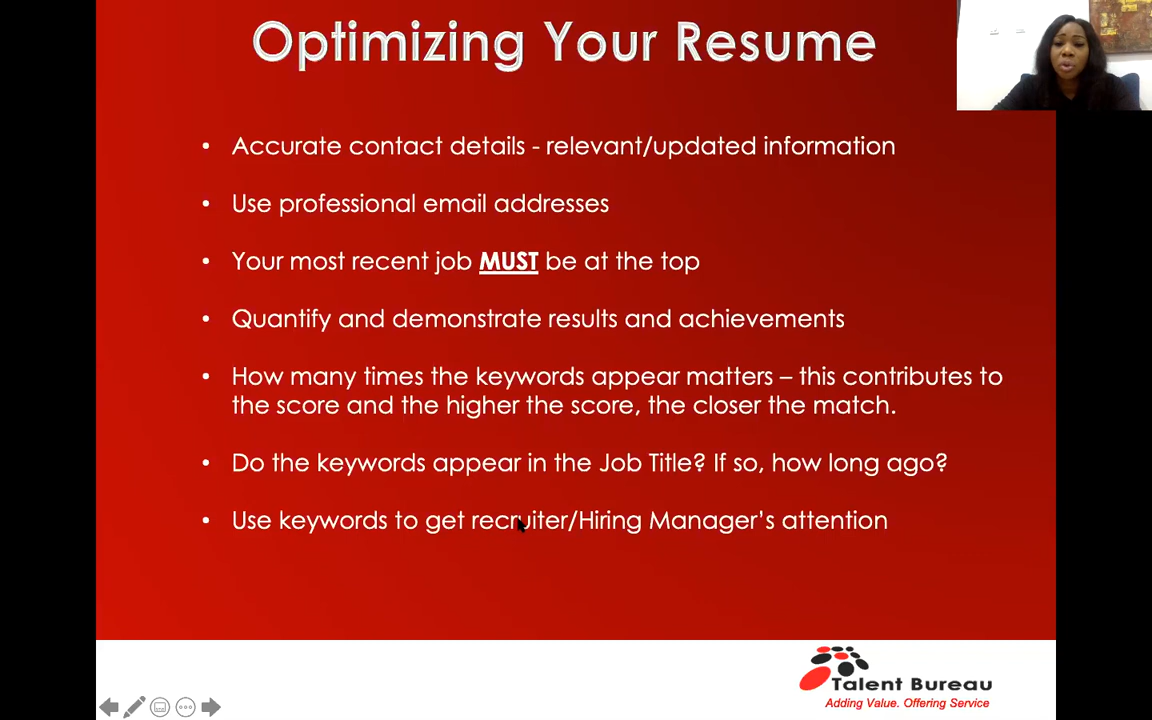 Optimizing Your Resume
• Accurate contact details - relevant/updated information
• Use professional email addresses
• Your most recent job MUST be at the top
• Quantify and demonstrate results and achievements
• How many times the keywords appear matters – this contributes to
the score and the higher the score, the closer the match.
• Do the keywords appear in the Job Title? If so, how long ago?
• Use keywords to get recruiter/Hiring Manager’s attention
Talent Bureau
Adding Value. Offering Service